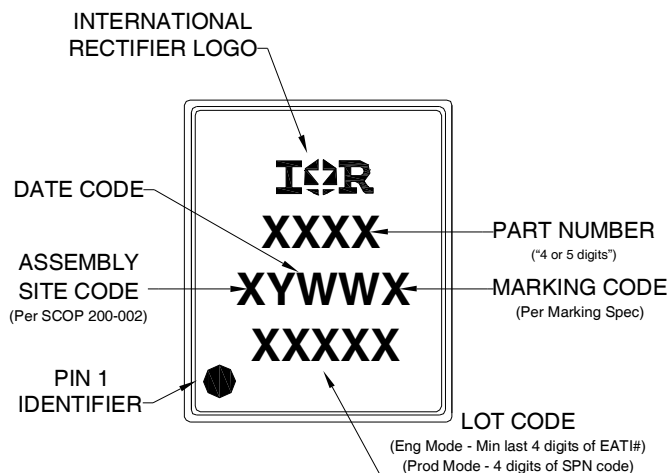 INTERNATIONAL
RECTIFIER LOGO
IOR
DATE CODE
XXXX
PART NUMBER
("4 or 5 digits")
ASSEMBLY
SITE CODE
(Per SCOP 200-002)
XYWWX
MARKING CODE
(Per Marking Spec)
XXXXX
PIN 1
IDENTIFIER
LOT CODE
(Eng Mode - Min last 4 digits of EATI#)
(Prod Mode - 4 digits of SPN code)